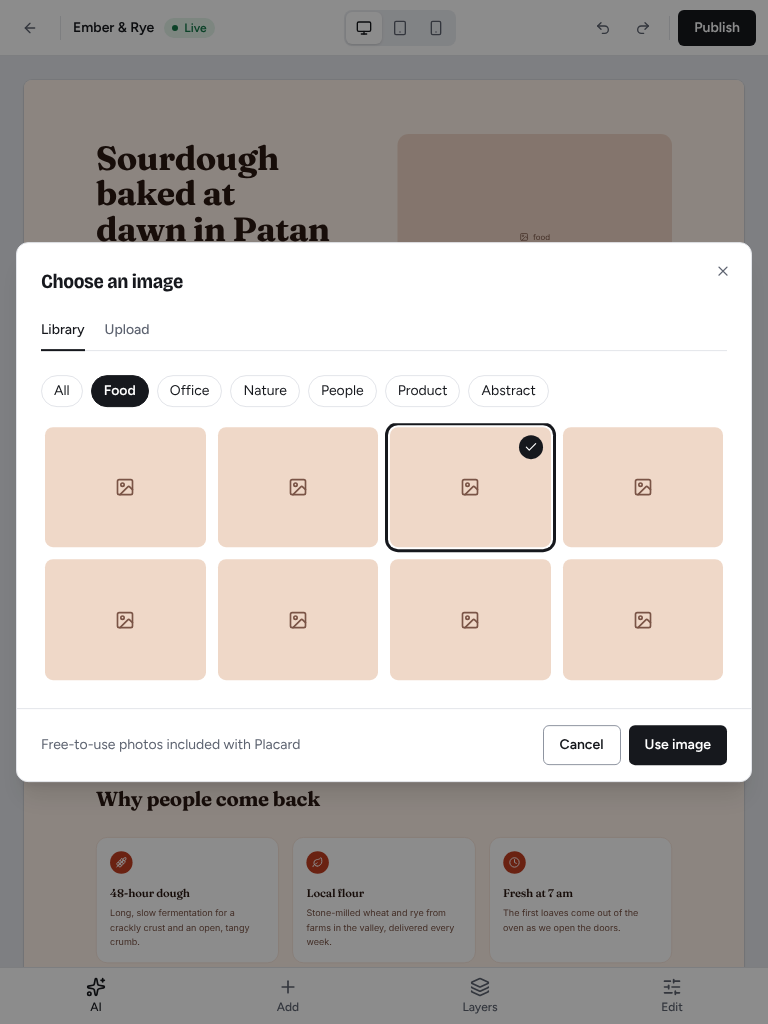 Ember & Rye
Live
Publish
Sourdough
baked at
dawn in Patan
food
Choose an image
Library
Upload
All
Food
Office
Nature
People
Product
Abstract
Free-to-use photos included with Placard
Cancel
Use image
Why people come back
48-hour dough
Long, slow fermentation for a
crackly crust and an open, tangy
crumb.
Local flour
Stone-milled wheat and rye from
farms in the valley, delivered every
week.
Fresh at 7 am
The first loaves come out of the
oven as we open the doors.
AI
Add
Layers
Edit